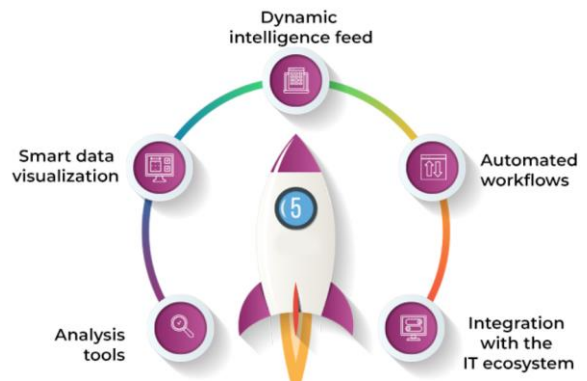 Dynamic
intelligence feed
Smart data
visualization
Automated
workflows
5
Analysis
tools
Integration
with the
IT ecosystem